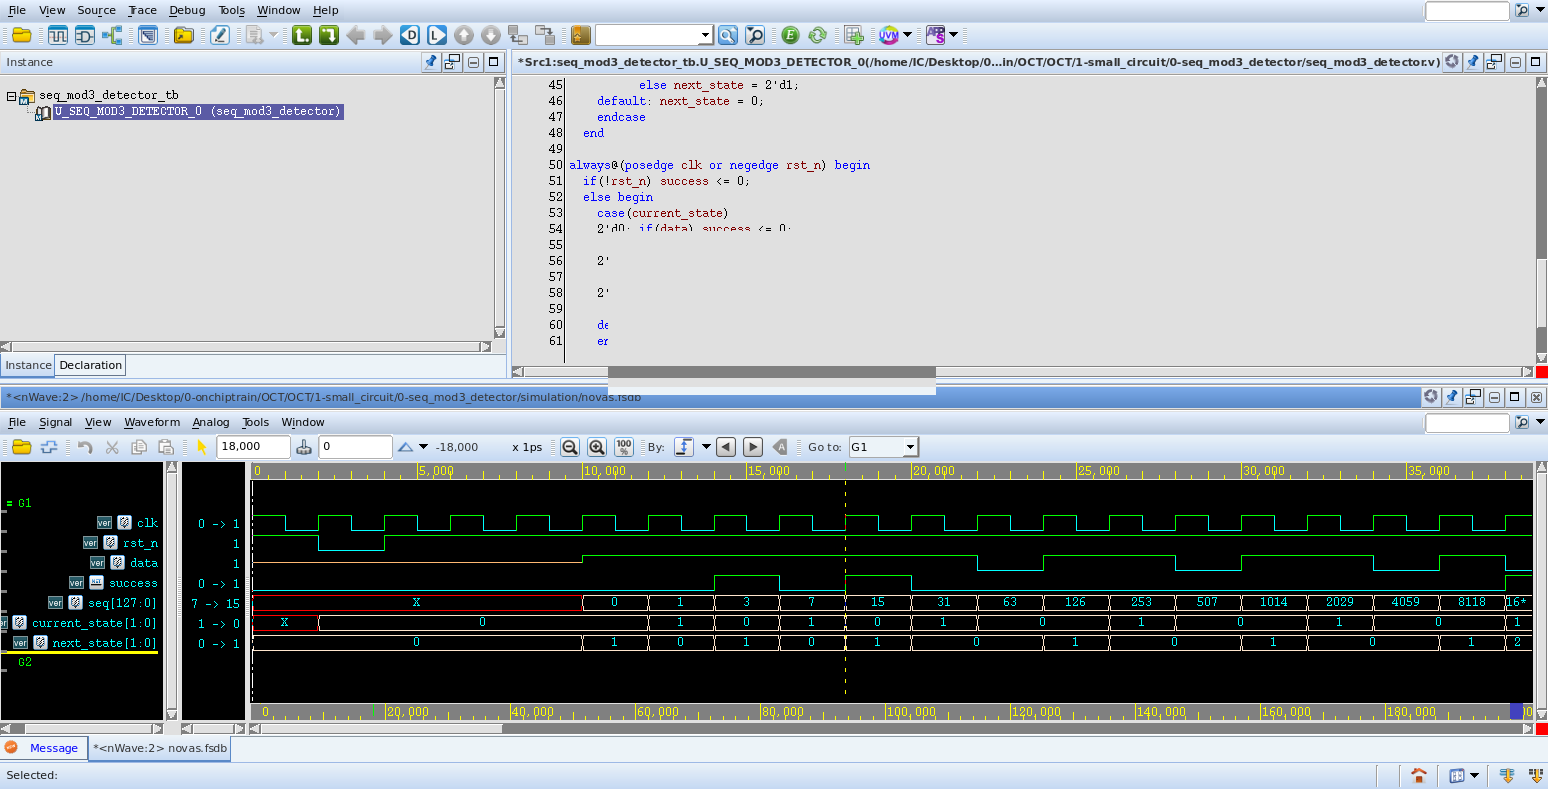 File View Source Trace Debug Tools Window Help
Instance
*Src1:seq_mod3_detector_tb.U_SEQ_MOD3_DETECTOR_0(/home/IC/Desktop/0...in/OCT/OCT/1-small_circuit/0-seq_mod3_detector/seq_mod3_detector.v)
seq_mod3_detector_tb
U_SEQ_MOD3_DETECTOR_0 (seq_mod3_detector)
45 else next_state = 2'd1;
46 default: next_state = 0;
47 endcase
48 end
49
50 always@(posedge clk or negedge rst_n) begin
51 if(!rst_n) success <= 0;
52 else begin
53 case(current_state)
54 2'd0: if(data) success <= 0;
55
56 2'
57
58 2'
59
60 de
61 en
Instance Declaration
*<nWave:2> /home/IC/Desktop/0-onchiptrain/OCT/OCT/1-small_circuit/0-seq_mod3_detector/simulation/novas.fsdb
File Signal View Waveform Analog Tools Window
18,000 0 -18,000 x 1ps 100% By: Go to: G1
0 5,000 10,000 15,000 20,000 25,000 30,000 35,000
= G1
ver clk 0 -> 1
ver rst_n 1
ver data 1
ver success 0 -> 1
ver seq[127:0] 7 -> 15 X 0 1 3 7 15 31 63 126 253 507 1014 2029 4059 8118 16*
current_state[1:0] 1 -> 0 X 0 1 0 1 0 1 0 1 0 1 0 1
ver next_state[1:0] 0 -> 1 0 1 0 1 0 1 0 1 0 1 0 1 2
G2
0 20,000 40,000 60,000 80,000 100,000 120,000 140,000 160,000 180,000
Message *<nWave:2> novas.fsdb
Selected: